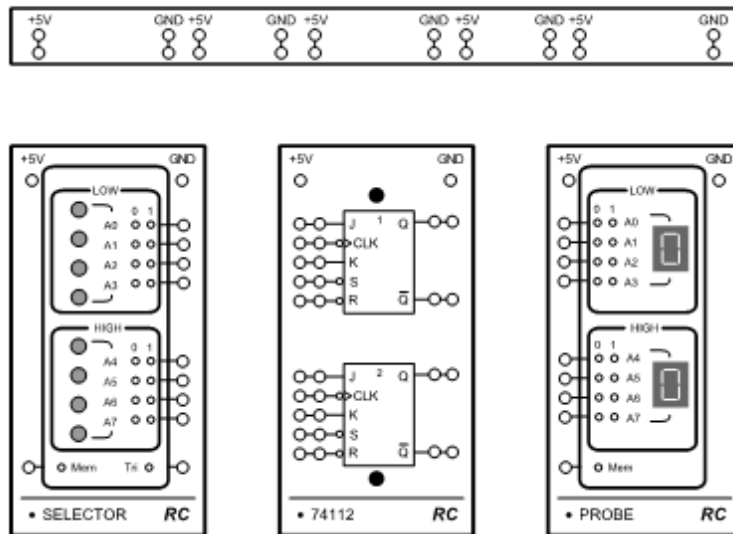 +5V GND +5V GND +5V GND +5V GND +5V GND
+5V GND
LOW
0 1
A0
A1
A2
A3
HIGH
0 1
A4
A5
A6
A7
Mem Tri
• SELECTOR RC
+5V GND
J 1 Q
CLK
K
S
R Q̅
J 2 Q
CLK
K
S
R Q̅
• 74112 RC
+5V GND
LOW
0 1
A0
A1
A2
A3
HIGH
0 1
A4
A5
A6
A7
Mem
• PROBE RC